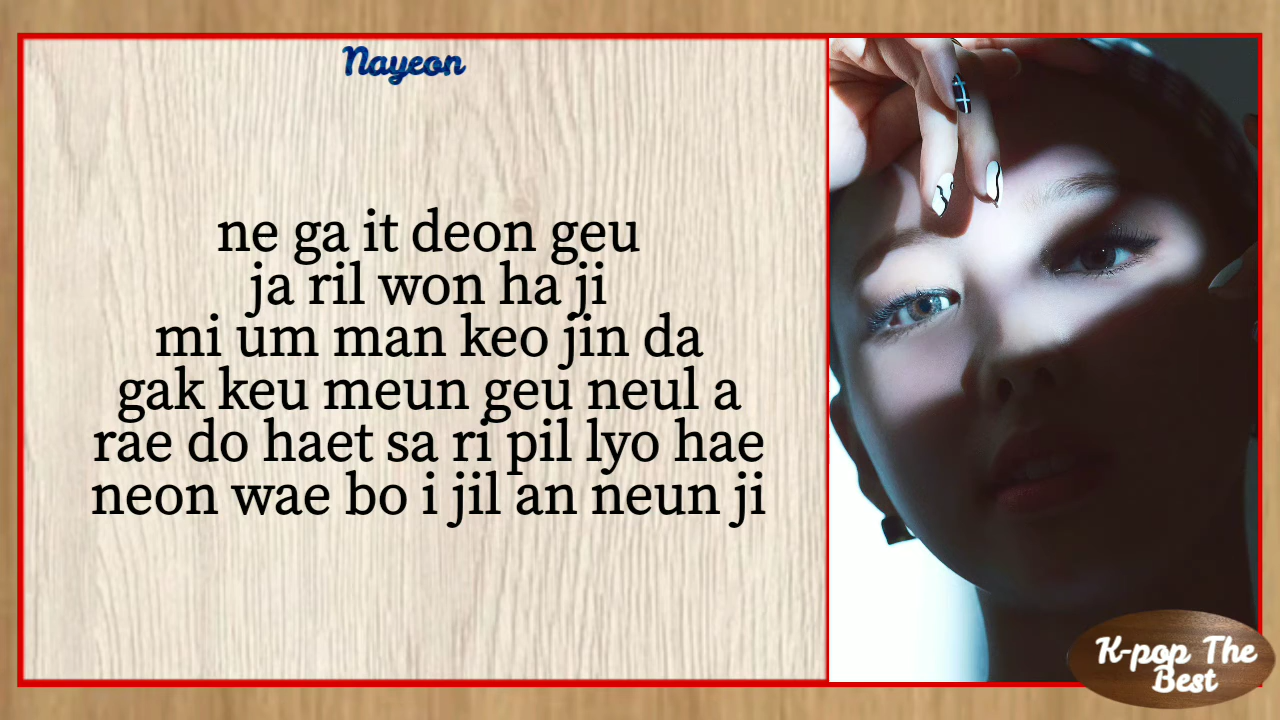 Nayeon
ne ga it deon geu
ja ril won ha ji
mi um man keo jin da
gak keu meun geu neul a
rae do haet sa ri pil lyo hae
neon wae bo i jil an neun ji
K-pop The
Best